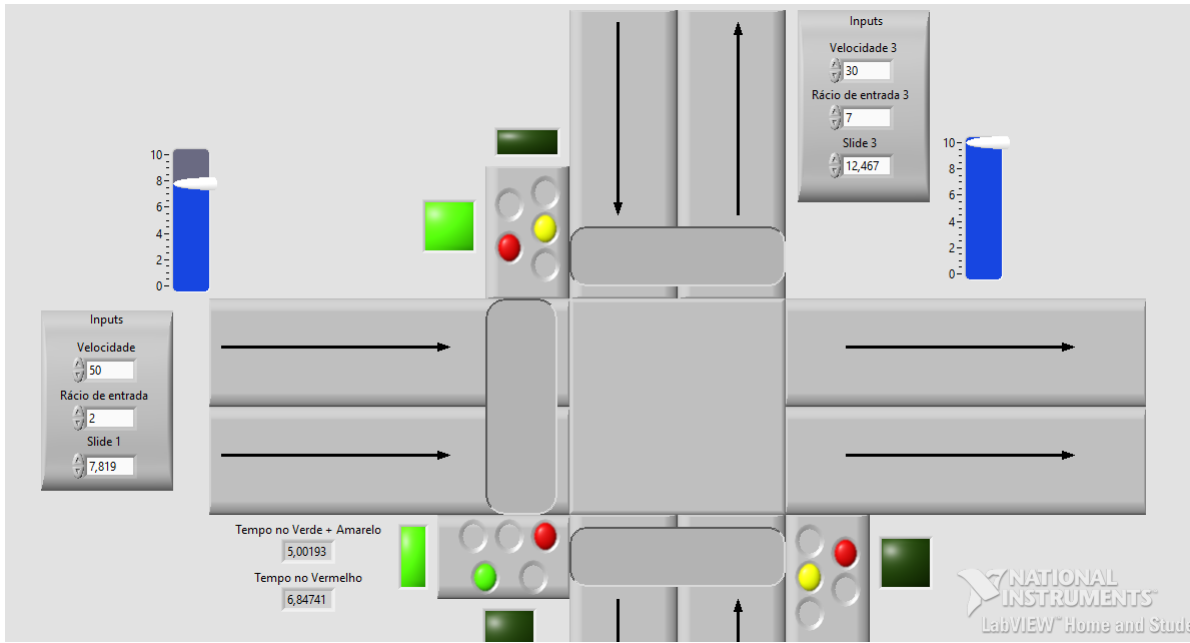 Inputs
Velocidade 3
30
Rácio de entrada 3
7
Slide 3
12,467
10
8
6
4
2
0
10
8
6
4
2
0
Inputs
Velocidade
50
Rácio de entrada
2
Slide 1
7,819
Tempo no Verde + Amarelo
5,00193
Tempo no Vermelho
6,84741
NATIONAL
INSTRUMENTS™
LabVIEW™ Home and Stude